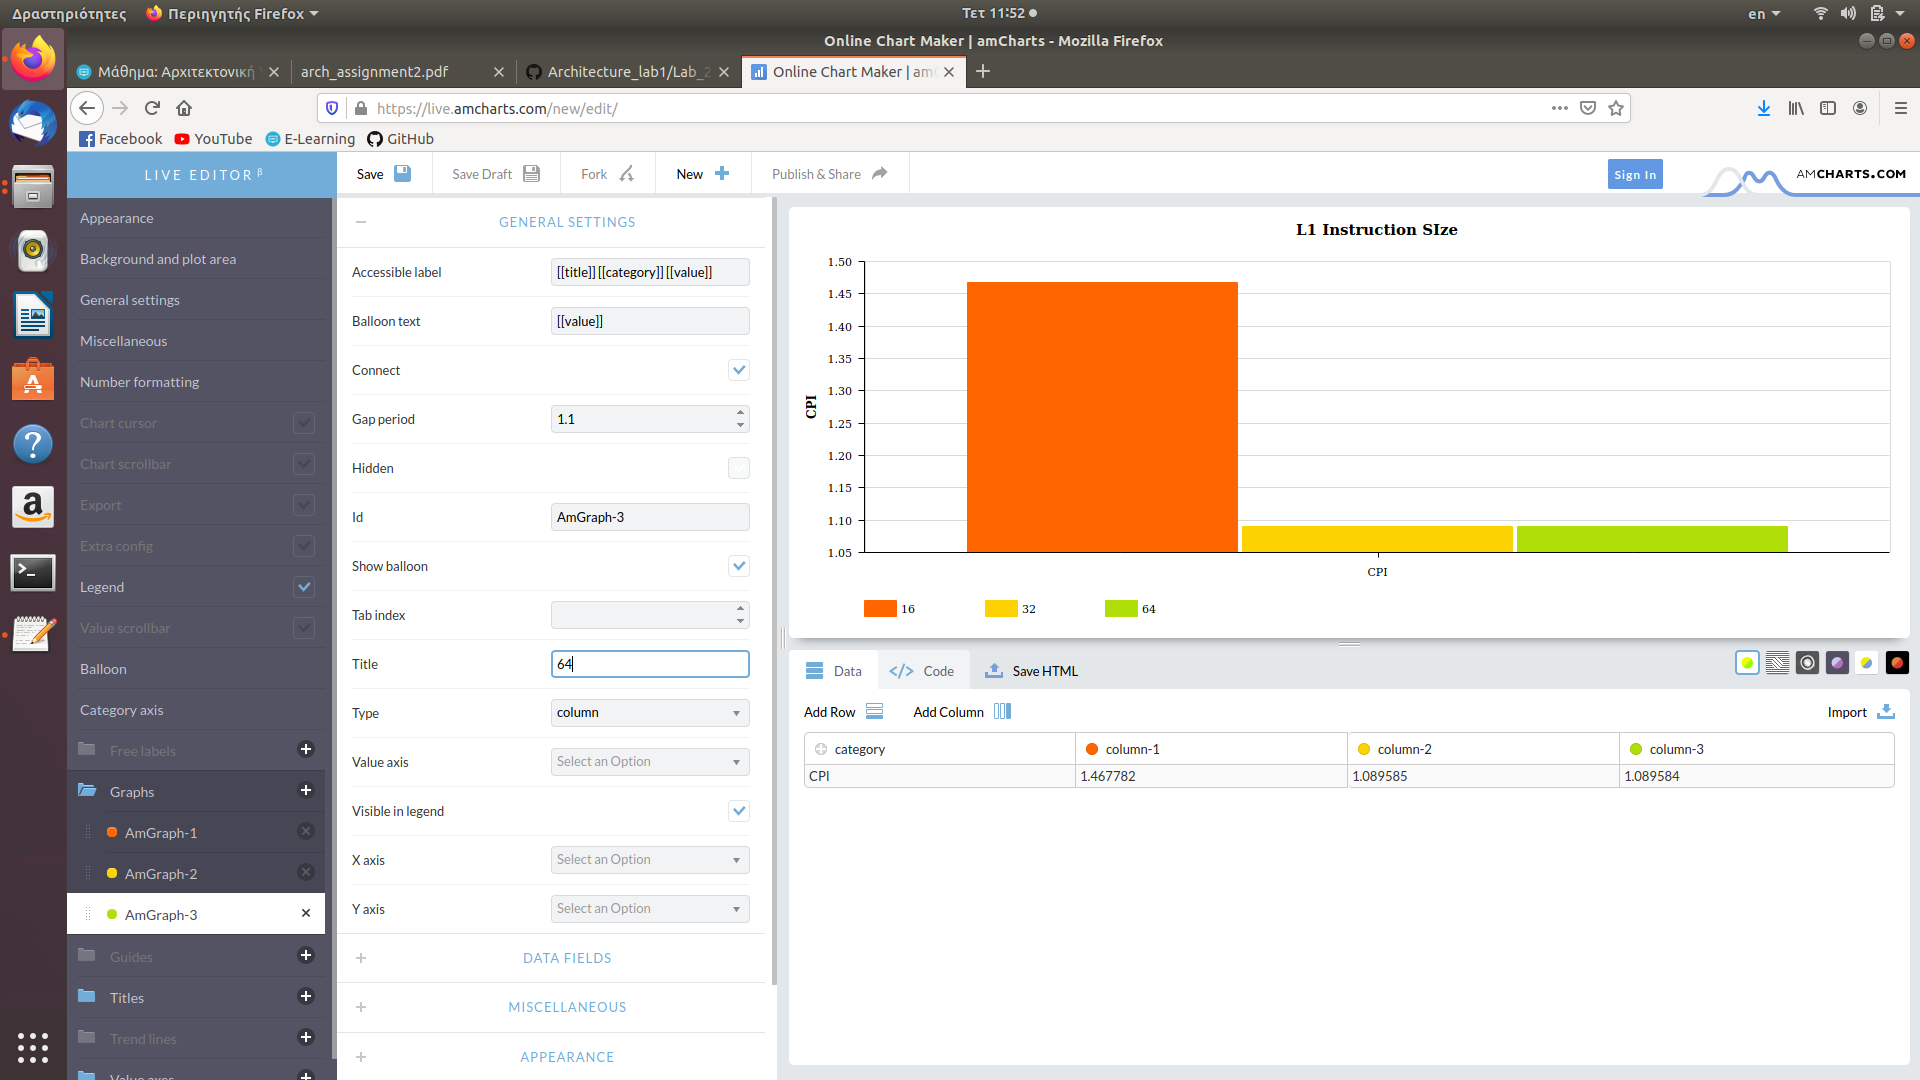 Δραστηριότητες
Περιηγητής Firefox
Τετ 11:52
en
Online Chart Maker | amCharts - Mozilla Firefox
Μάθημα: Αρχιτεκτονική
arch_assignment2.pdf
Architecture_lab1/Lab_2
Online Chart Maker | amC
https://live.amcharts.com/new/edit/
Facebook
YouTube
E-Learning
GitHub
LIVE EDITOR β
Save
Save Draft
Fork
New
Publish & Share
Sign In
AMCHARTS.COM
Appearance
Background and plot area
General settings
Miscellaneous
Number formatting
Chart cursor
Chart scrollbar
Export
Extra config
Legend
Value scrollbar
Balloon
Category axis
Free labels
Graphs
AmGraph-1
AmGraph-2
AmGraph-3
Guides
Titles
Trend lines
Value axes
GENERAL SETTINGS
Accessible label
[[title]] [[category]] [[value]]
Balloon text
[[value]]
Connect
Gap period
1.1
Hidden
Id
AmGraph-3
Show balloon
Tab index
Title
64
Type
column
Value axis
Select an Option
Visible in legend
X axis
Select an Option
Y axis
Select an Option
DATA FIELDS
MISCELLANEOUS
APPEARANCE
L1 Instruction SIze
1.50
1.45
1.40
1.35
1.30
1.25
1.20
1.15
1.10
1.05
CPI
CPI
16
32
64
Data
Code
Save HTML
Add Row
Add Column
Import
category
column-1
column-2
column-3
CPI
1.467782
1.089585
1.089584